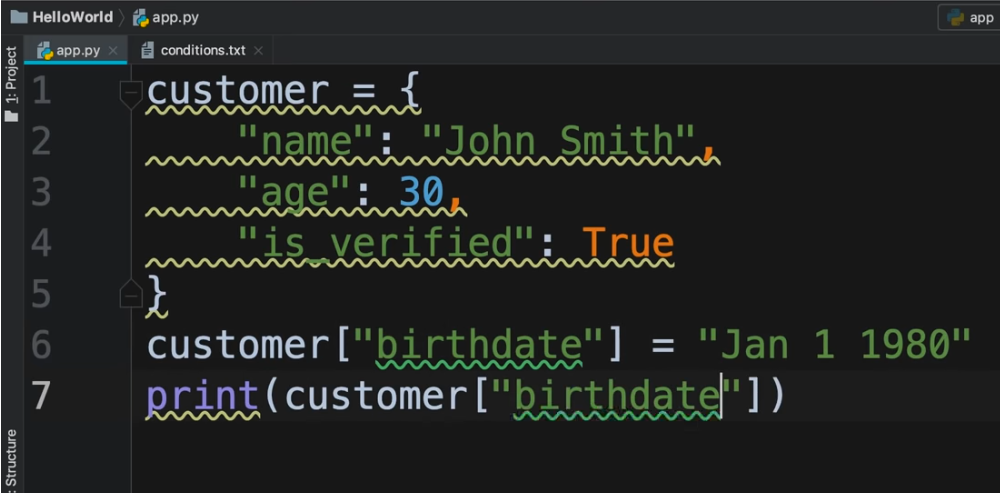 HelloWorld app.py app
app.py conditions.txt
1: Project
1 customer = {
2 "name": "John Smith",
3 "age": 30,
4 "is_verified": True
5 }
6 customer["birthdate"] = "Jan 1 1980"
7 print(customer["birthdate"])
: Structure